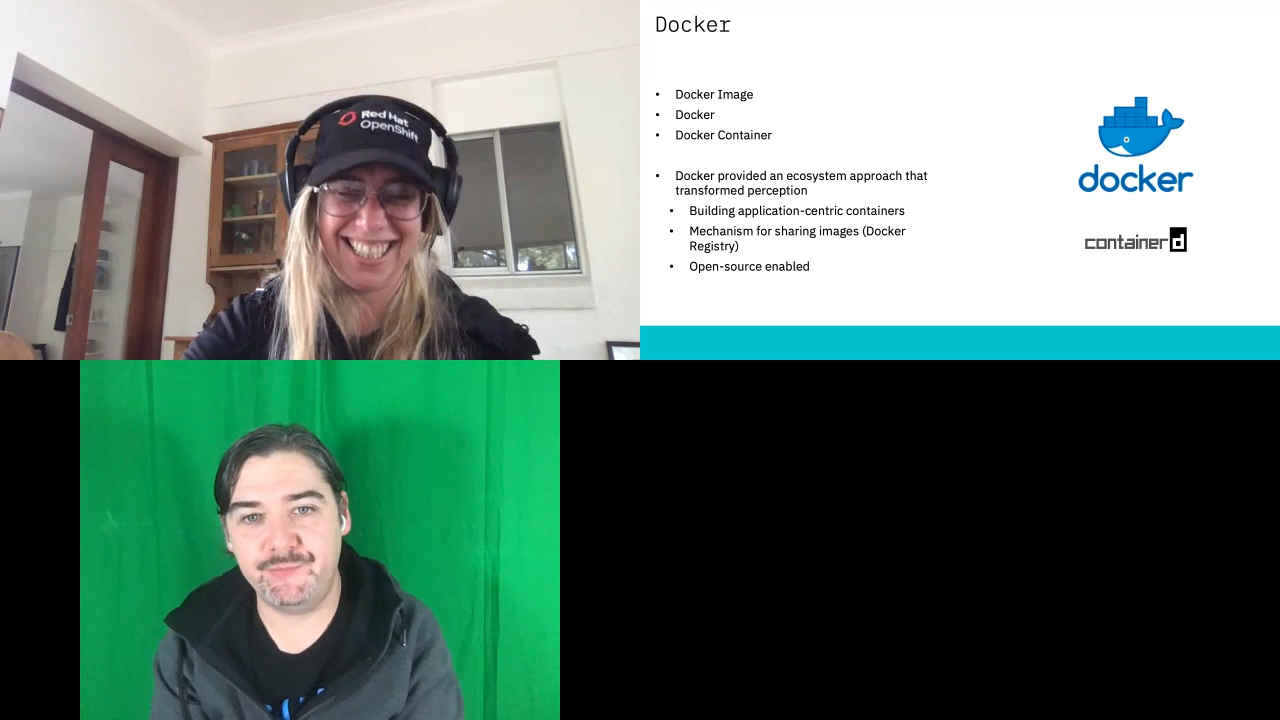 Red Hat
OpenShift
Docker
• Docker Image
• Docker
• Docker Container
• Docker provided an ecosystem approach that
transformed perception
• Building application-centric containers
• Mechanism for sharing images (Docker
Registry)
• Open-source enabled
docker
containerd